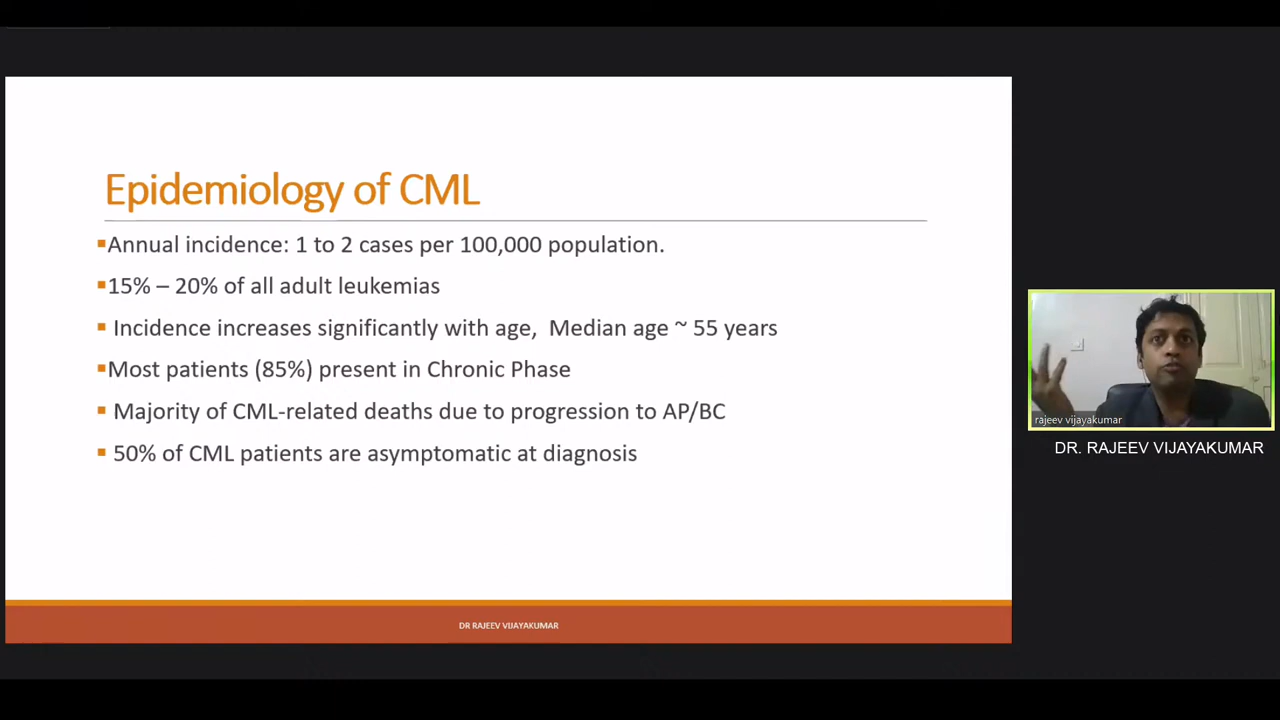 Epidemiology of CML
▪Annual incidence: 1 to 2 cases per 100,000 population.
▪15% – 20% of all adult leukemias
▪ Incidence increases significantly with age,  Median age ~ 55 years
▪Most patients (85%) present in Chronic Phase
▪ Majority of CML-related deaths due to progression to AP/BC
▪ 50% of CML patients are asymptomatic at diagnosis
DR RAJEEV VIJAYAKUMAR
rajeev vijayakumar
DR. RAJEEV VIJAYAKUMAR